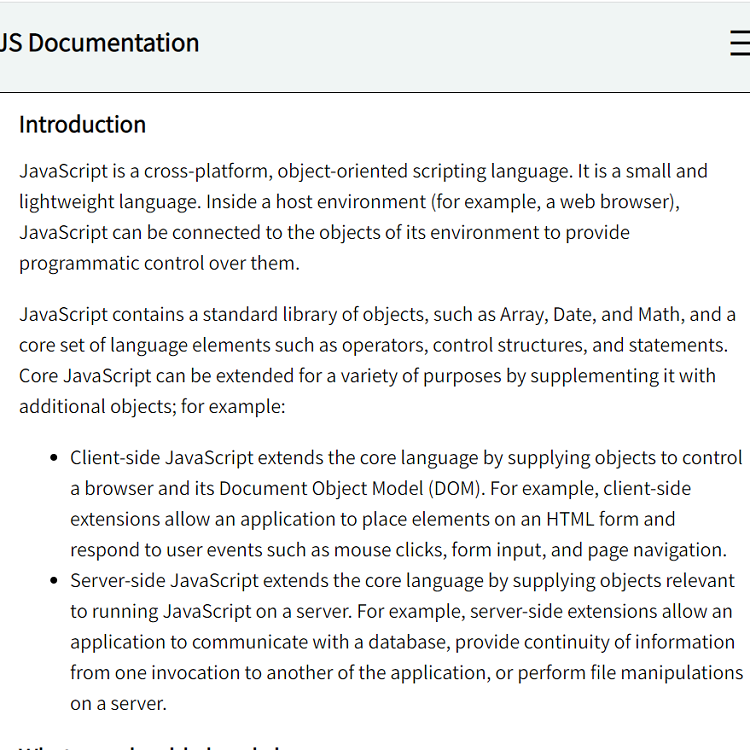 JS Documentation
Introduction
JavaScript is a cross-platform, object-oriented scripting language. It is a small and
lightweight language. Inside a host environment (for example, a web browser),
JavaScript can be connected to the objects of its environment to provide
programmatic control over them.
JavaScript contains a standard library of objects, such as Array, Date, and Math, and a
core set of language elements such as operators, control structures, and statements.
Core JavaScript can be extended for a variety of purposes by supplementing it with
additional objects; for example:
• Client-side JavaScript extends the core language by supplying objects to control
a browser and its Document Object Model (DOM). For example, client-side
extensions allow an application to place elements on an HTML form and
respond to user events such as mouse clicks, form input, and page navigation.
• Server-side JavaScript extends the core language by supplying objects relevant
to running JavaScript on a server. For example, server-side extensions allow an
application to communicate with a database, provide continuity of information
from one invocation to another of the application, or perform file manipulations
on a server.